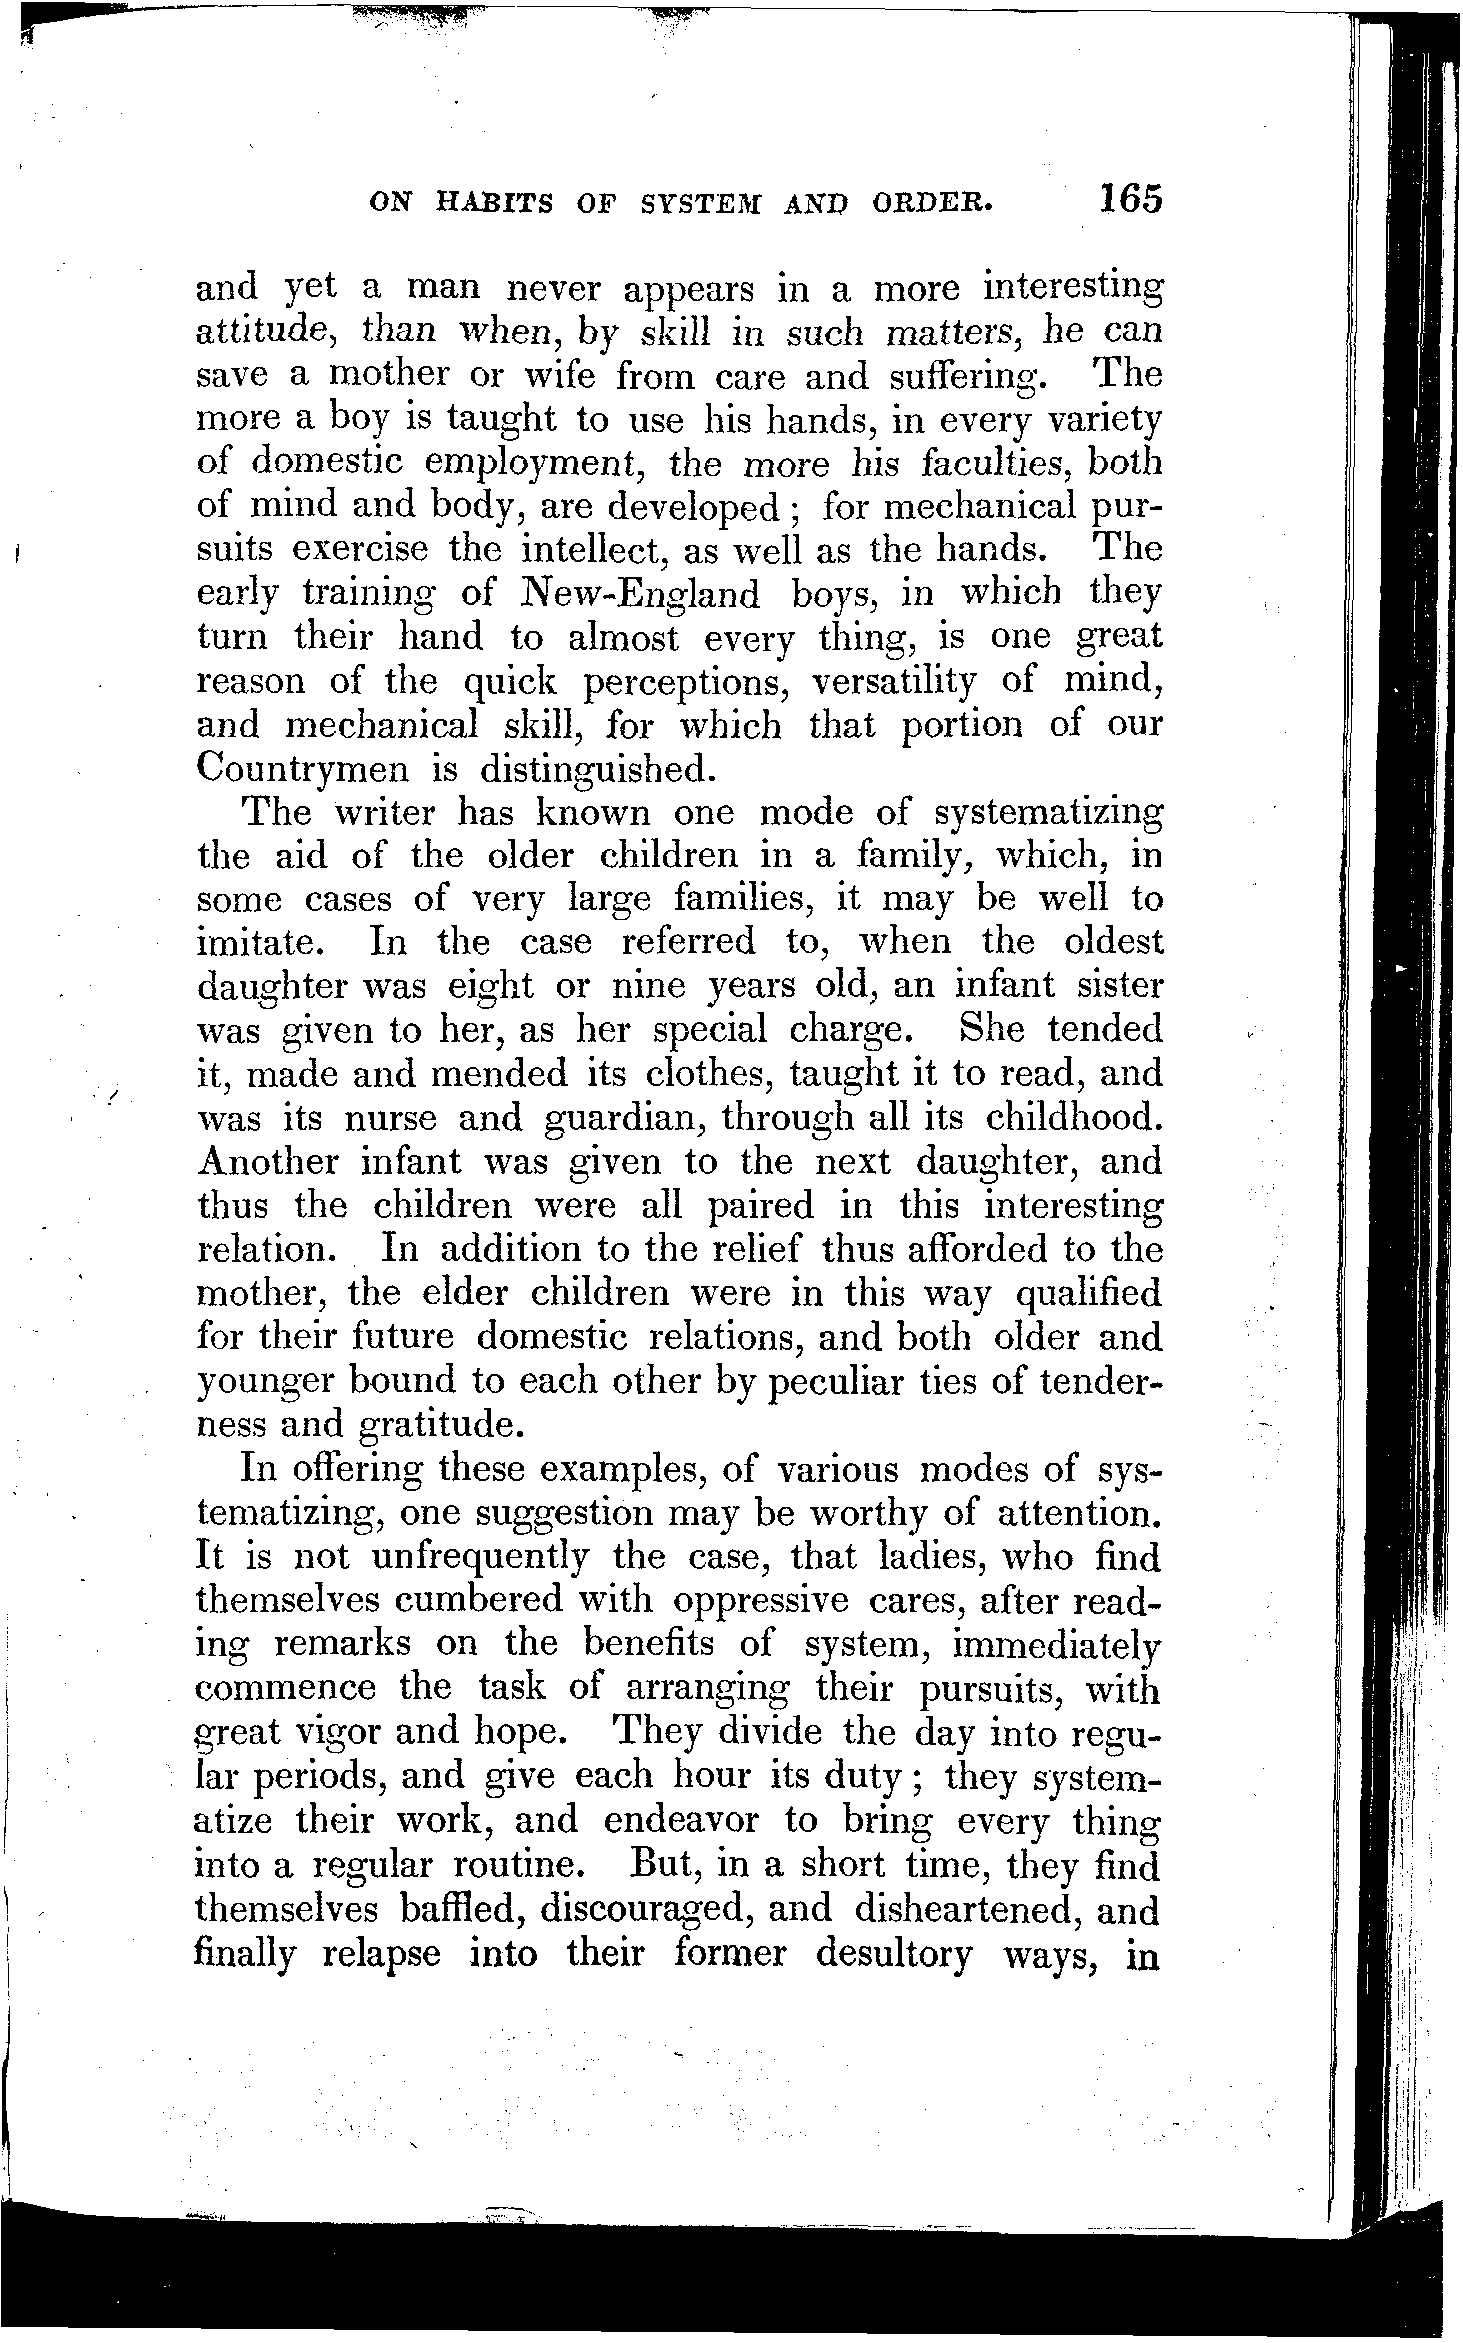 ON HABITS OF SYSTEM AND ORDER. 165
and yet a man never appears in a more interesting
attitude, than when, by skill in such matters, he can
save a mother or wife from care and suffering. The
more a boy is taught to use his hands, in every variety
of domestic employment, the more his faculties, both
of mind and body, are developed ; for mechanical pur-
suits exercise the intellect, as well as the hands. The
early training of New-England boys, in which they
turn their hand to almost every thing, is one great
reason of the quick perceptions, versatility of mind,
and mechanical skill, for which that portion of our
Countrymen is distinguished.
The writer has known one mode of systematizing
the aid of the older children in a family, which, in
some cases of very large families, it may be well to
imitate. In the case referred to, when the oldest
daughter was eight or nine years old, an infant sister
was given to her, as her special charge. She tended
it, made and mended its clothes, taught it to read, and
was its nurse and guardian, through all its childhood.
Another infant was given to the next daughter, and
thus the children were all paired in this interesting
relation. In addition to the relief thus afforded to the
mother, the elder children were in this way qualified
for their future domestic relations, and both older and
younger bound to each other by peculiar ties of tender-
ness and gratitude.
In offering these examples, of various modes of sys-
tematizing, one suggestion may be worthy of attention.
It is not unfrequently the case, that ladies, who find
themselves cumbered with oppressive cares, after read-
ing remarks on the benefits of system, immediately
commence the task of arranging their pursuits, with
great vigor and hope. They divide the day into regu-
lar periods, and give each hour its duty ; they system-
atize their work, and endeavor to bring every thing
into a regular routine. But, in a short time, they find
themselves baffled, discouraged, and disheartened, and
finally relapse into their former desultory ways, in